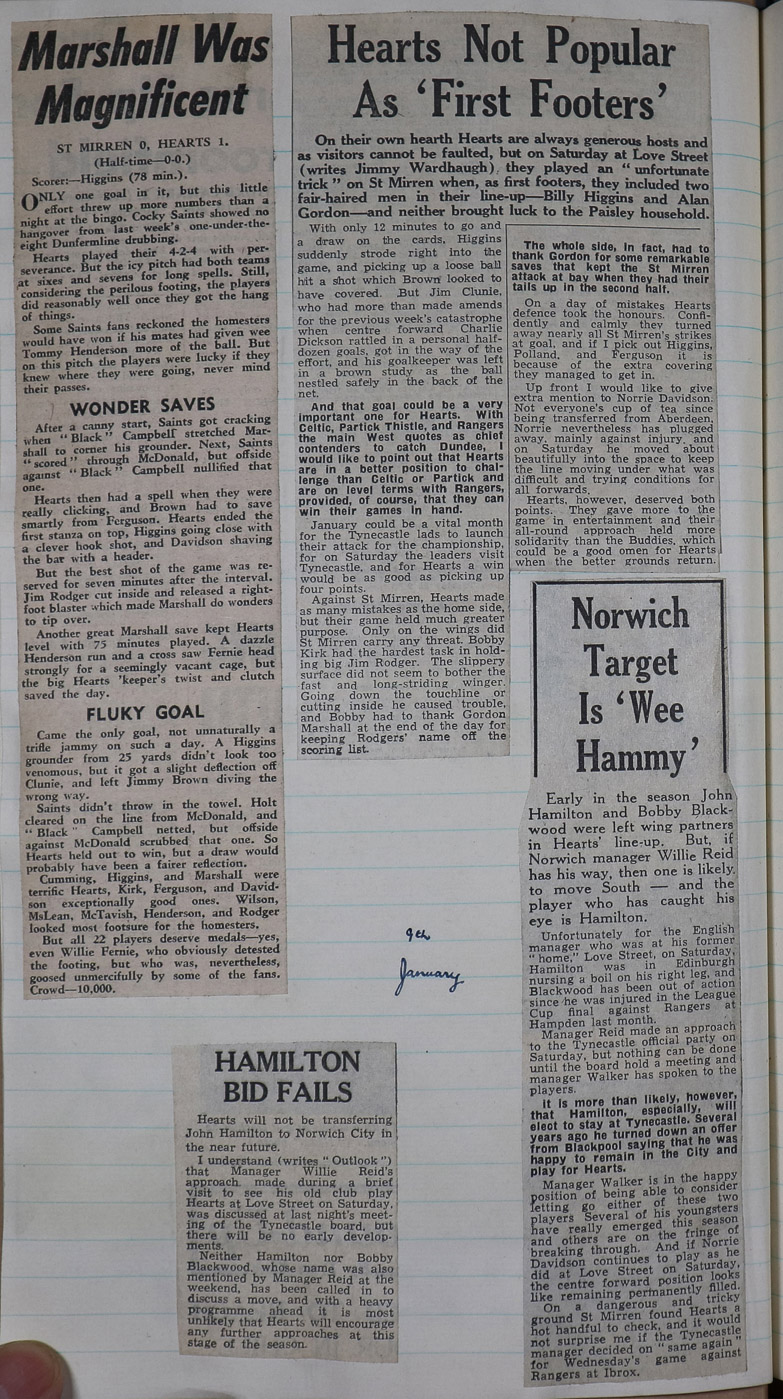 Marshall Was
Magnificent
ST MIRREN 0, HEARTS 1.
(Half-time—0-0.)
Scorer:—Higgins (78 min.).
ONLY one goal in it, but this little
effort threw up more numbers than a
night at the bingo. Cocky Saints showed no
hangover from last week's one-under-the-
eight Dunfermline drubbing.
Hearts played their 4-2-4 with per-
severance. But the icy pitch had both teams
at sixes and sevens for long spells. Still,
considering the perilous footing, the players
did reasonably well once they got the hang
of things.
Some Saints fans reckoned the homesters
would have won if his mates had given wee
Tommy Henderson more of the ball. But
on this pitch the players were lucky if they
knew where they were going, never mind
their passes.
WONDER SAVES
After a canny start, Saints got cracking
when "Black" Campbell stretched Mar-
shall to corner his grounder. Next, Saints
"scored" through McDonald, but offside
against "Black" Campbell nullified that
one.
Hearts then had a spell when they were
really clicking, and Brown had to save
smartly from Ferguson. Hearts ended the
first stanza on top, Higgins going close with
a clever hook shot, and Davidson shaving
the bar with a header.
But the best shot of the game was re-
served for seven minutes after the interval.
Jim Rodger cut inside and released a right-
foot blaster which made Marshall do wonders
to tip over.
Another great Marshall save kept Hearts
level with 75 minutes played. A dazzle
Henderson run and a cross saw Fernie head
strongly for a seemingly vacant cage, but
the big Hearts 'keeper's twist and clutch
saved the day.
FLUKY GOAL
Came the only goal, not unnaturally a
trifle jammy on such a day. A Higgins
grounder from 25 yards didn't look too
venomous, but it got a slight deflection off
Clunie, and left Jimmy Brown diving the
wrong way.
Saints didn't throw in the towel. Holt
cleared on the line from McDonald, and
"Black" Campbell netted, but offside
against McDonald scrubbed that one. So
Hearts held out to win, but a draw would
probably have been a fairer reflection.
Cumming, Higgins, and Marshall were
terrific Hearts, Kirk, Ferguson, and David-
son exceptionally good ones. Wilson,
MsLean, McTavish, Henderson, and Rodger
looked most footsure for the homesters.
But all 22 players deserve medals—yes,
even Willie Fernie, who obviously detested
the footing, but who was, nevertheless,
goosed unmercifully by some of the fans.
Crowd—10,000.
Hearts Not Popular
As 'First Footers'
On their own hearth Hearts are always generous hosts and
as visitors cannot be faulted, but on Saturday at Love Street
(writes Jimmy Wardhaugh) they played an "unfortunate
trick" on St Mirren when, as first footers, they included two
fair-haired men in their line-up—Billy Higgins and Alan
Gordon—and neither brought luck to the Paisley household.
With only 12 minutes to go and
a draw on the cards, Higgins
suddenly strode right into the
game, and picking up a loose ball
hit a shot which Brown looked to
have covered. But Jim Clunie,
who had more than made amends
for the previous week's catastrophe
when centre forward Charlie
Dickson rattled in a personal half-
dozen goals, got in the way of the
effort, and his goalkeeper was left
in a brown study as the ball
nestled safely in the back of the
net.
And that goal could be a very
important one for Hearts. With
Celtic, Partick Thistle, and Rangers
the main West quotes as chief
contenders to catch Dundee, I
would like to point out that Hearts
are in a better position to chal-
lenge than Celtic or Partick and
are on level terms with Rangers,
provided, of course, that they can
win their games in hand.
January could be a vital month
for the Tynecastle lads to launch
their attack for the championship,
for on Saturday the leaders visit
Tynecastle, and for Hearts a win
would be as good as picking up
four points.
Against St Mirren, Hearts made
as many mistakes as the home side,
but their game held much greater
purpose. Only on the wings did
St Mirren carry any threat. Bobby
Kirk had the hardest task in hold-
ing big Jim Rodger. The slippery
surface did not seem to bother the
fast and long-striding winger.
Going down the touchline or
cutting inside he caused trouble,
and Bobby had to thank Gordon
Marshall at the end of the day for
keeping Rodgers' name off the
scoring list.
The whole side, in fact, had to
thank Gordon for some remarkable
saves that kept the St Mirren
attack at bay when they had their
tails up in the second half.
On a day of mistakes Hearts
defence took the honours. Confi-
dently and calmly they turned
away nearly all St Mirren's strikes
at goal, and if I pick out Higgins,
Polland, and Ferguson it is
because of the extra covering
they managed to get in.
Up front I would like to give
extra mention to Norrie Davidson.
Not everyone's cup of tea since
being transferred from Aberdeen,
Norrie nevertheless has plugged
away, mainly against injury, and
on Saturday he moved about
beautifully into the space to keep
the line moving under what was
difficult and trying conditions for
all forwards.
Hearts, however, deserved both
points. They gave more to the
game in entertainment and their
all-round approach held more
solidarity than the Buddies, which
could be a good omen for Hearts
when the better grounds return.
Norwich
Target
Is 'Wee
Hammy'
Early in the season John
Hamilton and Bobby Black-
wood were left wing partners
in Hearts' line-up. But, if
Norwich manager Willie Reid
has his way, then one is likely
to move South — and the
player who has caught his
eye is Hamilton.
Unfortunately for the English
manager who was at his former
"home," Love Street, on Saturday,
Hamilton was in Edinburgh
nursing a boil on his right leg, and
Blackwood has been out of action
since he was injured in the League
Cup final against Rangers at
Hampden last month.
Manager Reid made an approach
to the Tynecastle official party on
Saturday, but nothing can be done
until the board hold a meeting and
manager Walker has spoken to the
players.
It is more than likely, however,
that Hamilton, especially, will
elect to stay at Tynecastle. Several
years ago he turned down an offer
from Blackpool saying that he was
happy to remain in the City and
play for Hearts.
Manager Walker is in the happy
position of being able to consider
letting go either of these two
players Several of his youngsters
have really emerged this season
and others are on the fringe of
breaking through. And if Norrie
Davidson continues to play as he
did at Love Street on Saturday,
the centre forward position looks
like remaining permanently filled.
On a dangerous and tricky
ground St Mirren found Hearts a
hot handful to check, and it would
not surprise me if the Tynecastle
manager decided on "same again"
for Wednesday's game against
Rangers at Ibrox.
9th
January
HAMILTON
BID FAILS
Hearts will not be transferring
John Hamilton to Norwich City in
the near future.
I understand (writes "Outlook")
that Manager Willie Reid's
approach, made during a brief
visit to see his old club play
Hearts at Love Street on Saturday,
was discussed at last night's meet-
ing of the Tynecastle board, but
there will be no early develop-
ments.
Neither Hamilton nor Bobby
Blackwood, whose name was also
mentioned by Manager Reid at the
weekend, has been called in to
discuss a move, and with a heavy
programme ahead it is most
unlikely that Hearts will encourage
any further approaches at this
stage of the season.